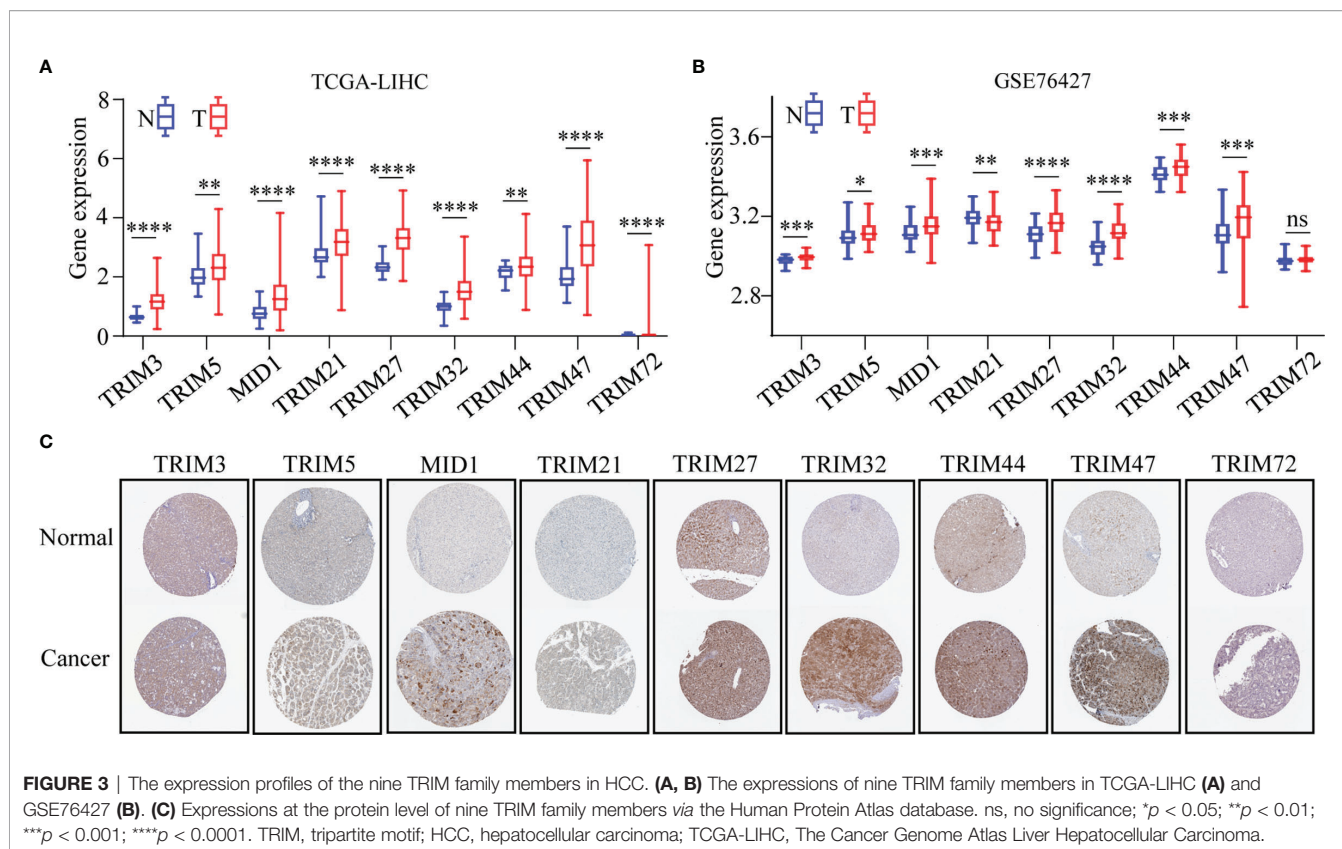 A
TCGA-LIHC
N T
Gene expression
8
6
4
2
0
**** ** **** **** **** **** ** **** ****
TRIM3 TRIM5 MID1 TRIM21 TRIM27 TRIM32 TRIM44 TRIM47 TRIM72
B
GSE76427
N T
Gene expression
3.6
3.2
2.8
*** * *** ** **** **** *** *** ns
TRIM3 TRIM5 MID1 TRIM21 TRIM27 TRIM32 TRIM44 TRIM47 TRIM72
C
TRIM3 TRIM5 MID1 TRIM21 TRIM27 TRIM32 TRIM44 TRIM47 TRIM72
Normal
Cancer
FIGURE 3 | The expression profiles of the nine TRIM family members in HCC. (A, B) The expressions of nine TRIM family members in TCGA-LIHC (A) and
GSE76427 (B). (C) Expressions at the protein level of nine TRIM family members via the Human Protein Atlas database. ns, no significance; *p < 0.05; **p < 0.01;
***p < 0.001; ****p < 0.0001. TRIM, tripartite motif; HCC, hepatocellular carcinoma; TCGA-LIHC, The Cancer Genome Atlas Liver Hepatocellular Carcinoma.